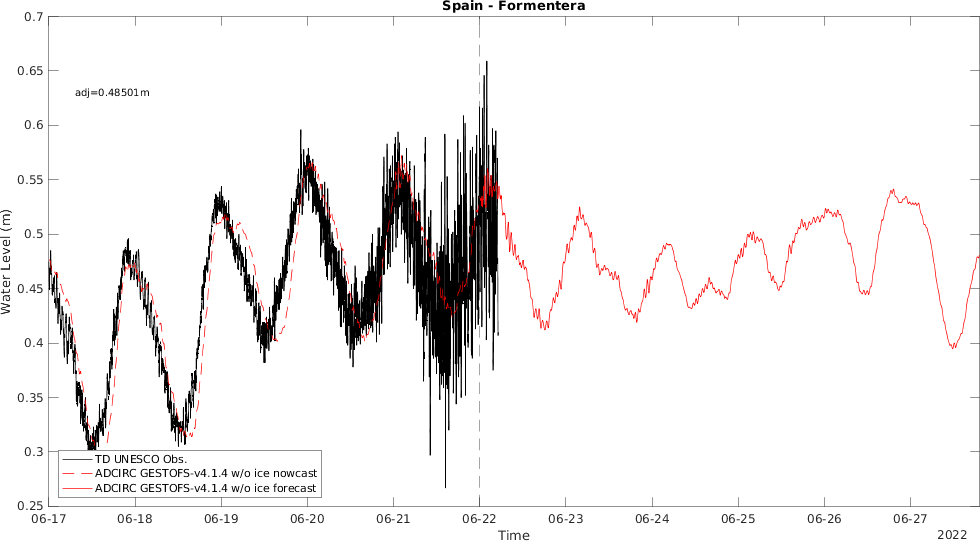 Spain - Formentera
0.7
0.65
0.6
0.55
0.5
0.45
0.4
0.35
0.3
0.25
Water Level (m)
adj=0.48501m
TD UNESCO Obs.
ADCIRC GESTOFS-v4.1.4 w/o ice nowcast
ADCIRC GESTOFS-v4.1.4 w/o ice forecast
06-17 06-18 06-19 06-20 06-21 06-22 06-23 06-24 06-25 06-26 06-27
Time
2022